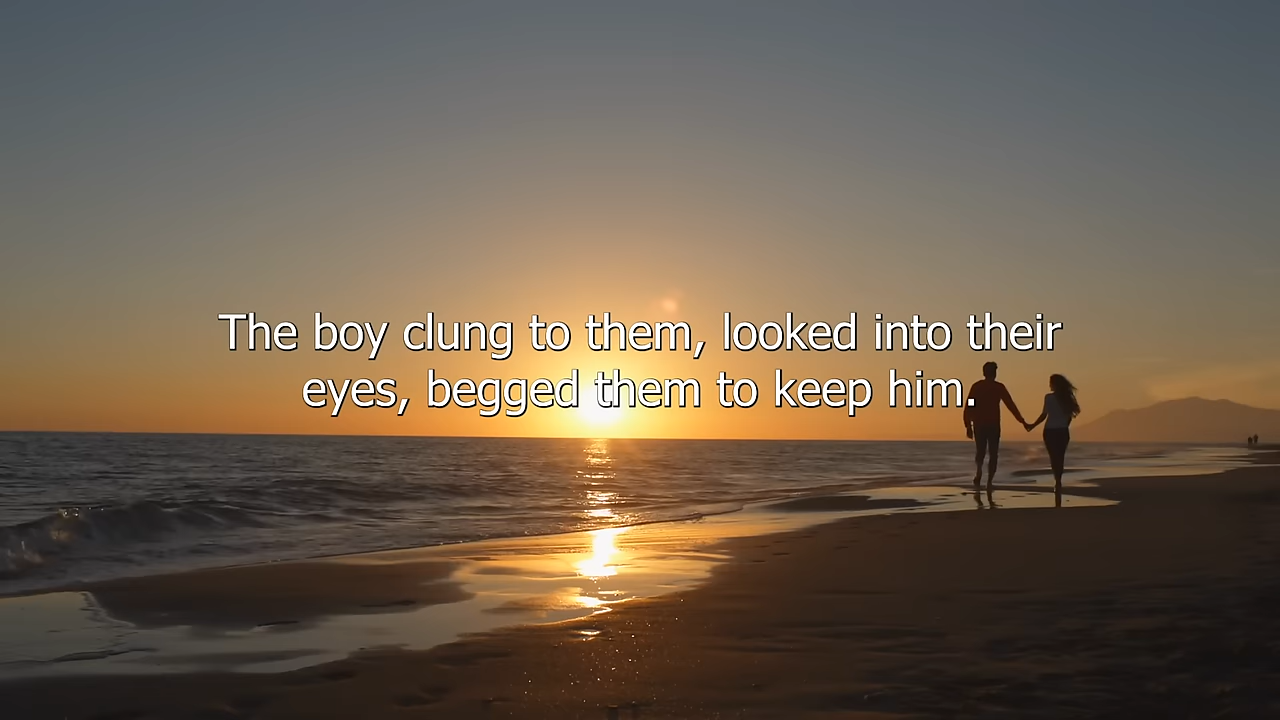 The boy clung to them, looked into their
eyes, begged them to keep him.